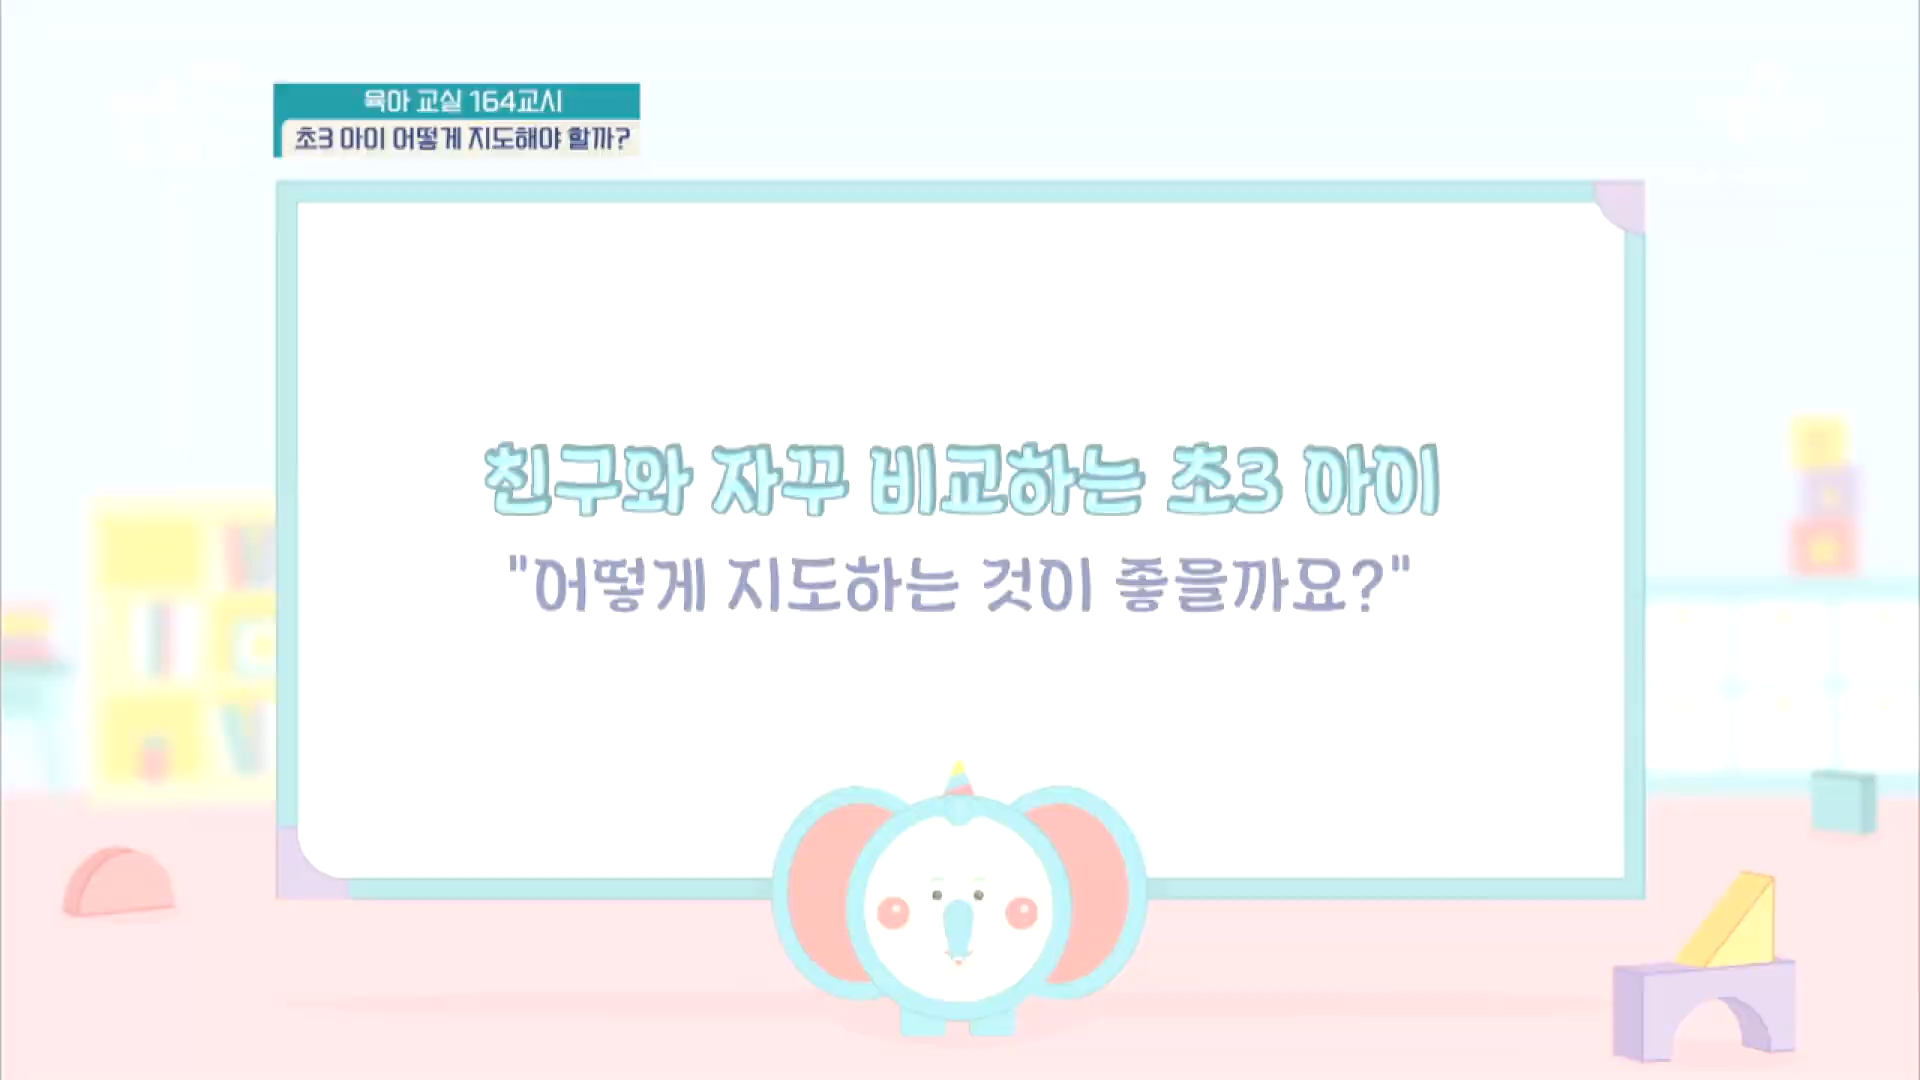 육아 교실 164교시
초3 아이 어떻게 지도해야 할까?
친구와 자꾸 비교하는 초3 아이
"어떻게 지도하는 것이 좋을까요?"